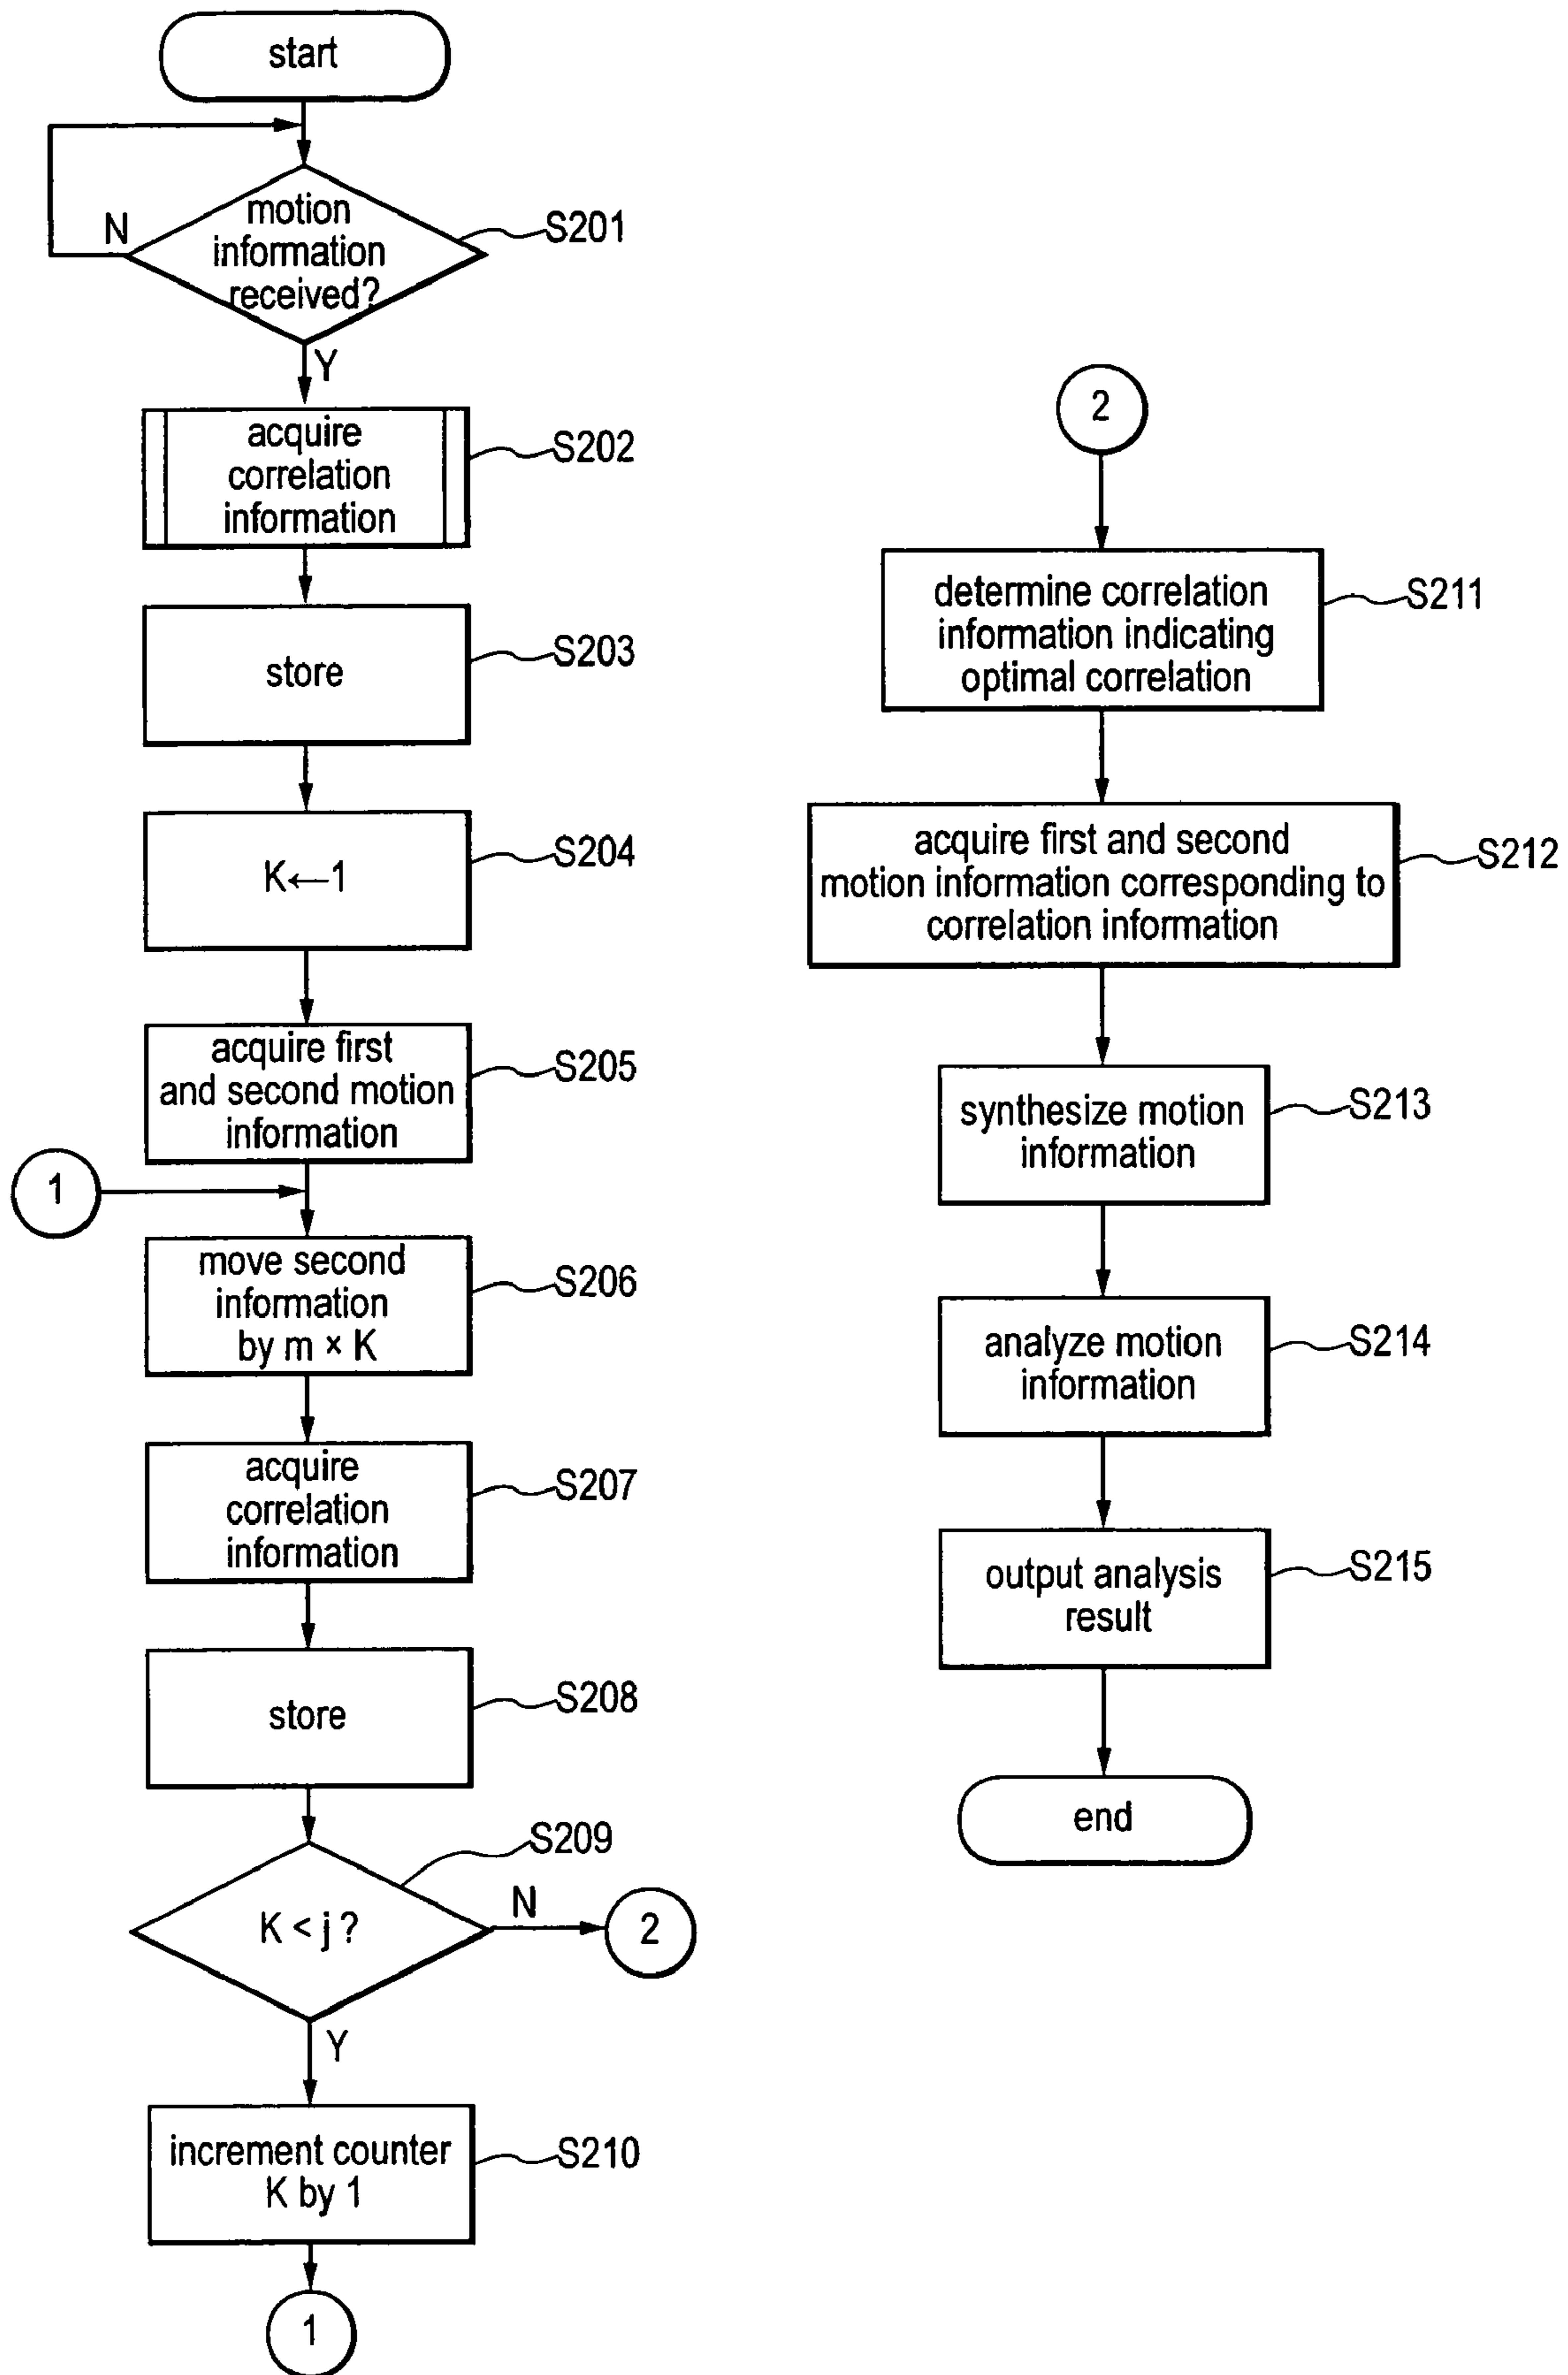 start
N
motion
information
received?
S201
Y
acquire
correlation
information
S202
store
S203
K←1
S204
acquire first
and second motion
information
S205
1
move second
information
by m × K
S206
acquire
correlation
information
S207
store
S208
S209
K < j ?
N
2
Y
increment counter
K by 1
S210
1
2
determine correlation
information indicating
optimal correlation
S211
acquire first and second
motion information corresponding to
correlation information
S212
synthesize motion
information
S213
analyze motion
information
S214
output analysis
result
S215
end